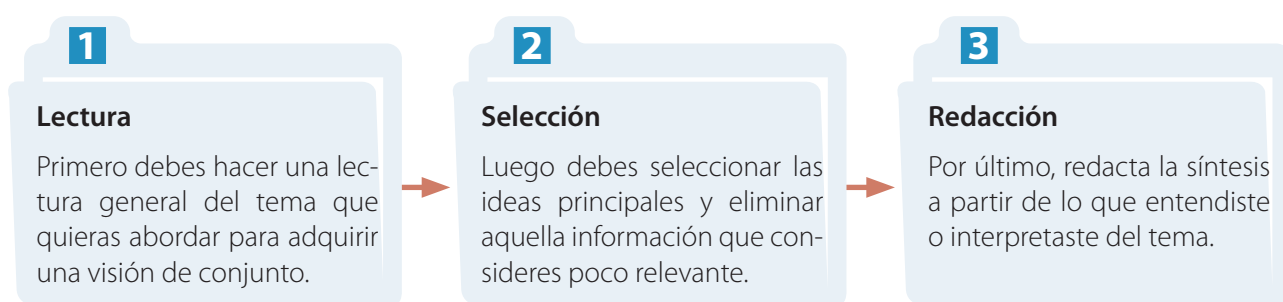 1
Lectura
Primero debes hacer una lec-
tura general del tema que
quieras abordar para adquirir
una visión de conjunto.
2
Selección
Luego debes seleccionar las
ideas principales y eliminar
aquella información que con-
sideres poco relevante.
3
Redacción
Por último, redacta la síntesis
a partir de lo que entendiste
o interpretaste del tema.